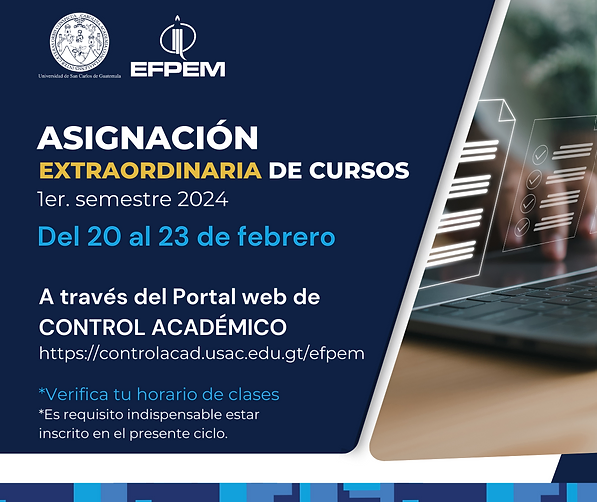 Universidad de San Carlos de Guatemala
EFPEM
ASIGNACIÓN
EXTRAORDINARIA DE CURSOS
1er. semestre 2024
Del 20 al 23 de febrero
A través del Portal web de
CONTROL ACADÉMICO
https://controlacad.usac.edu.gt/efpem
*Verifica tu horario de clases
*Es requisito indispensable estar
inscrito en el presente ciclo.